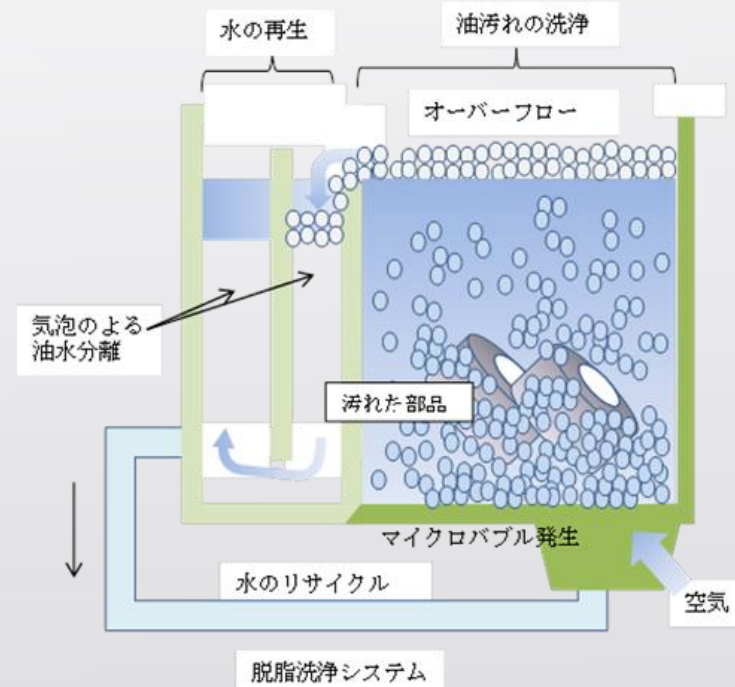 水の再生
油汚れの洗浄
オーバーフロー
気泡のよる
油水分離
汚れた部品
マイクロバブル発生
水のリサイクル
空気
脱脂洗浄システム